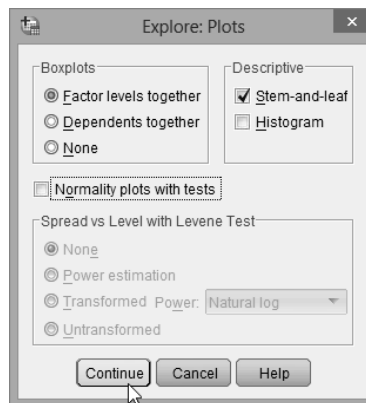 Explore: Plots
Boxplots
Factor levels together
Dependents together
None
Descriptive
Stem-and-leaf
Histogram
Normality plots with tests
Spread vs Level with Levene Test
None
Power estimation
Transformed Power: Natural log
Untransformed
Continue Cancel Help